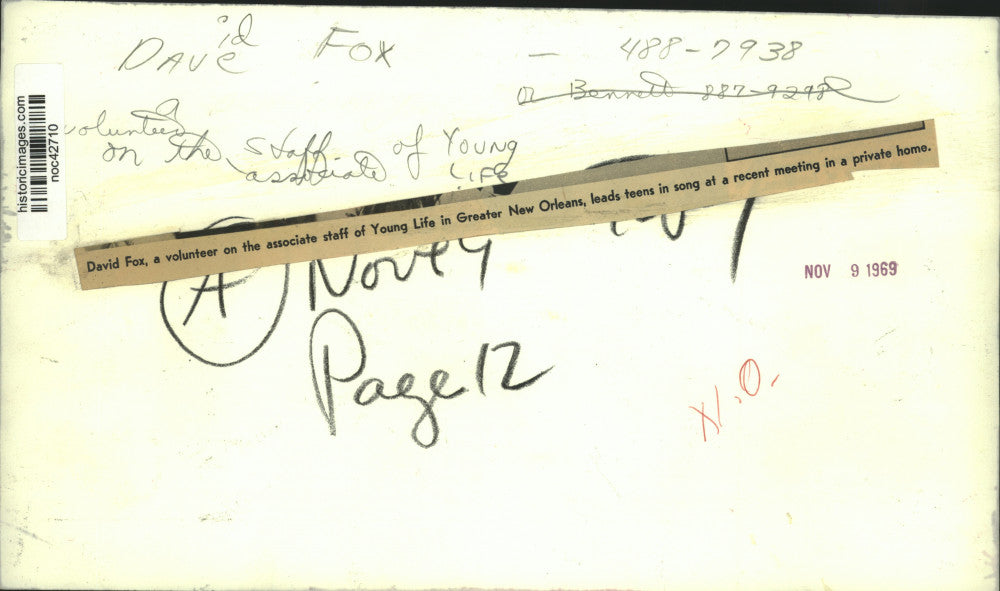 David Fox - 488-7938
or Bennett 887-9298
a volunteer
on the staff of Young
associate LIFE
David Fox, a volunteer on the associate staff of Young Life in Greater New Orleans, leads teens in song at a recent meeting in a private home.
A Novey
Page 12
NOV 9 1969
N.O.
historicimages.com
noc42710